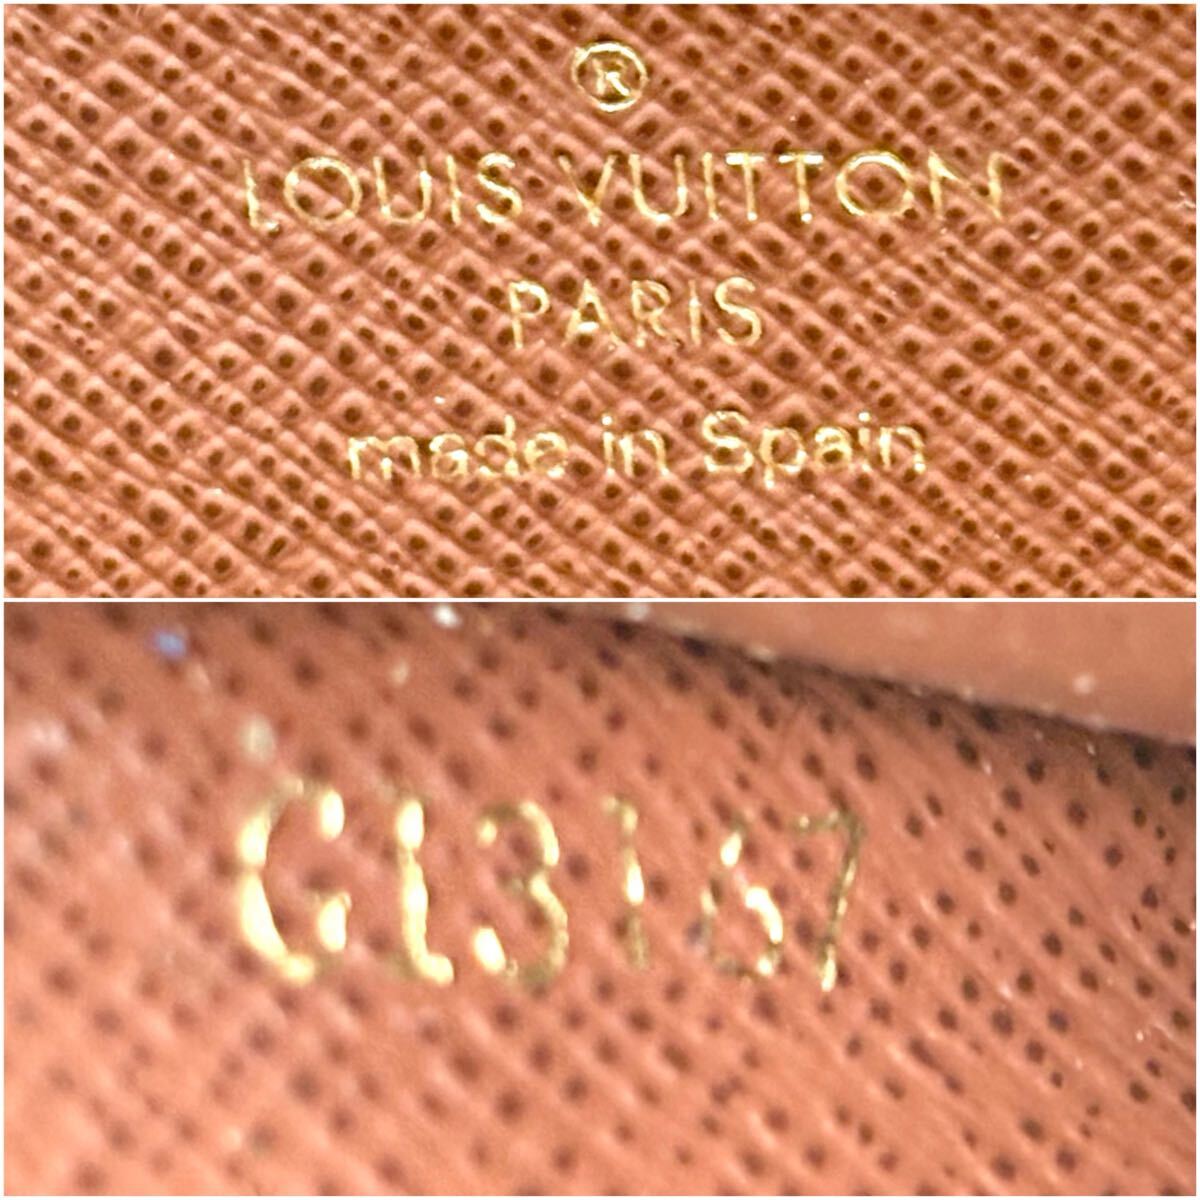 ®
LOUIS VUITTON
PARIS
made in Spain
GI3167